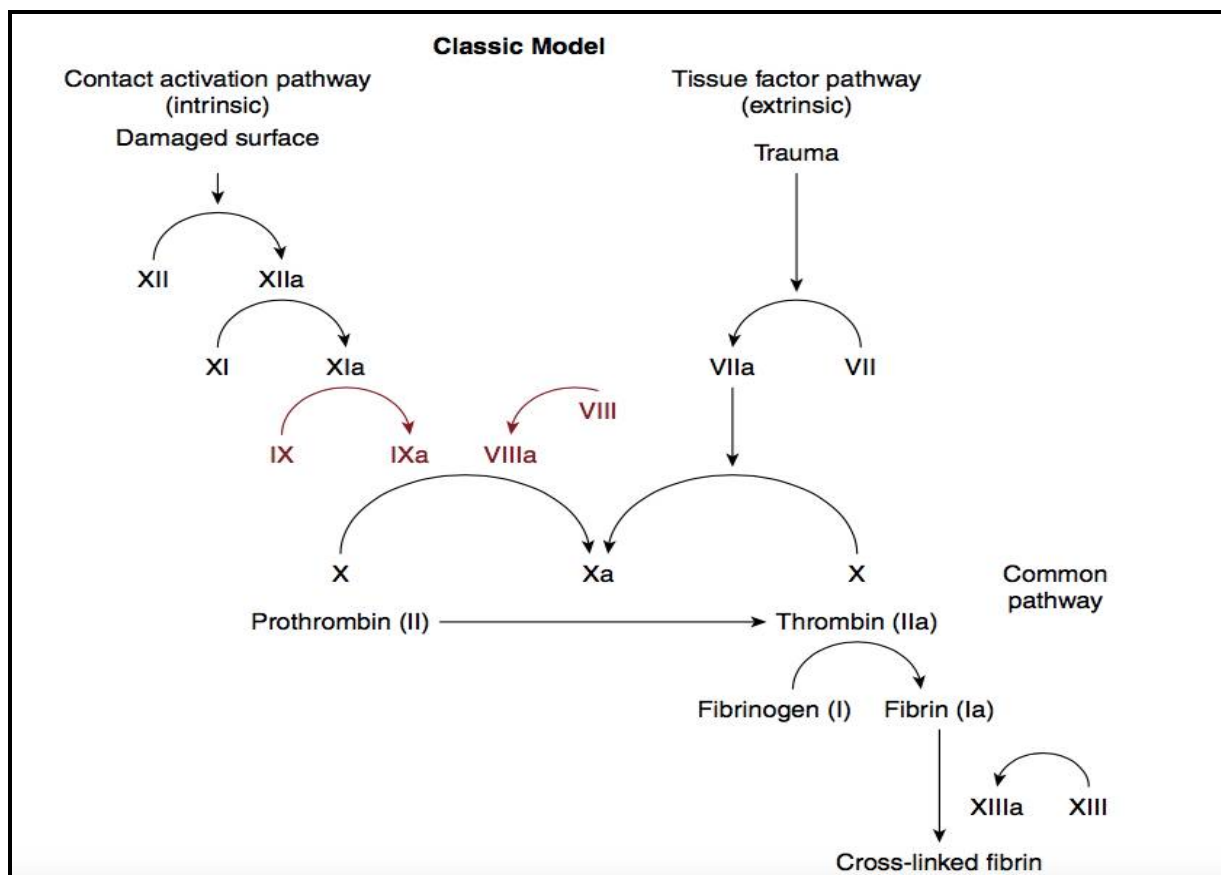 Classic Model
Contact activation pathway
(intrinsic)
Damaged surface
Tissue factor pathway
(extrinsic)
Trauma
XII
XIIa
XI
XIa
VIIa
VII
VIII
IX
IXa
VIIIa
X
Xa
X
Common
pathway
Prothrombin (II)
Thrombin (IIa)
Fibrinogen (I)
Fibrin (Ia)
XIIIa
XIII
Cross-linked fibrin